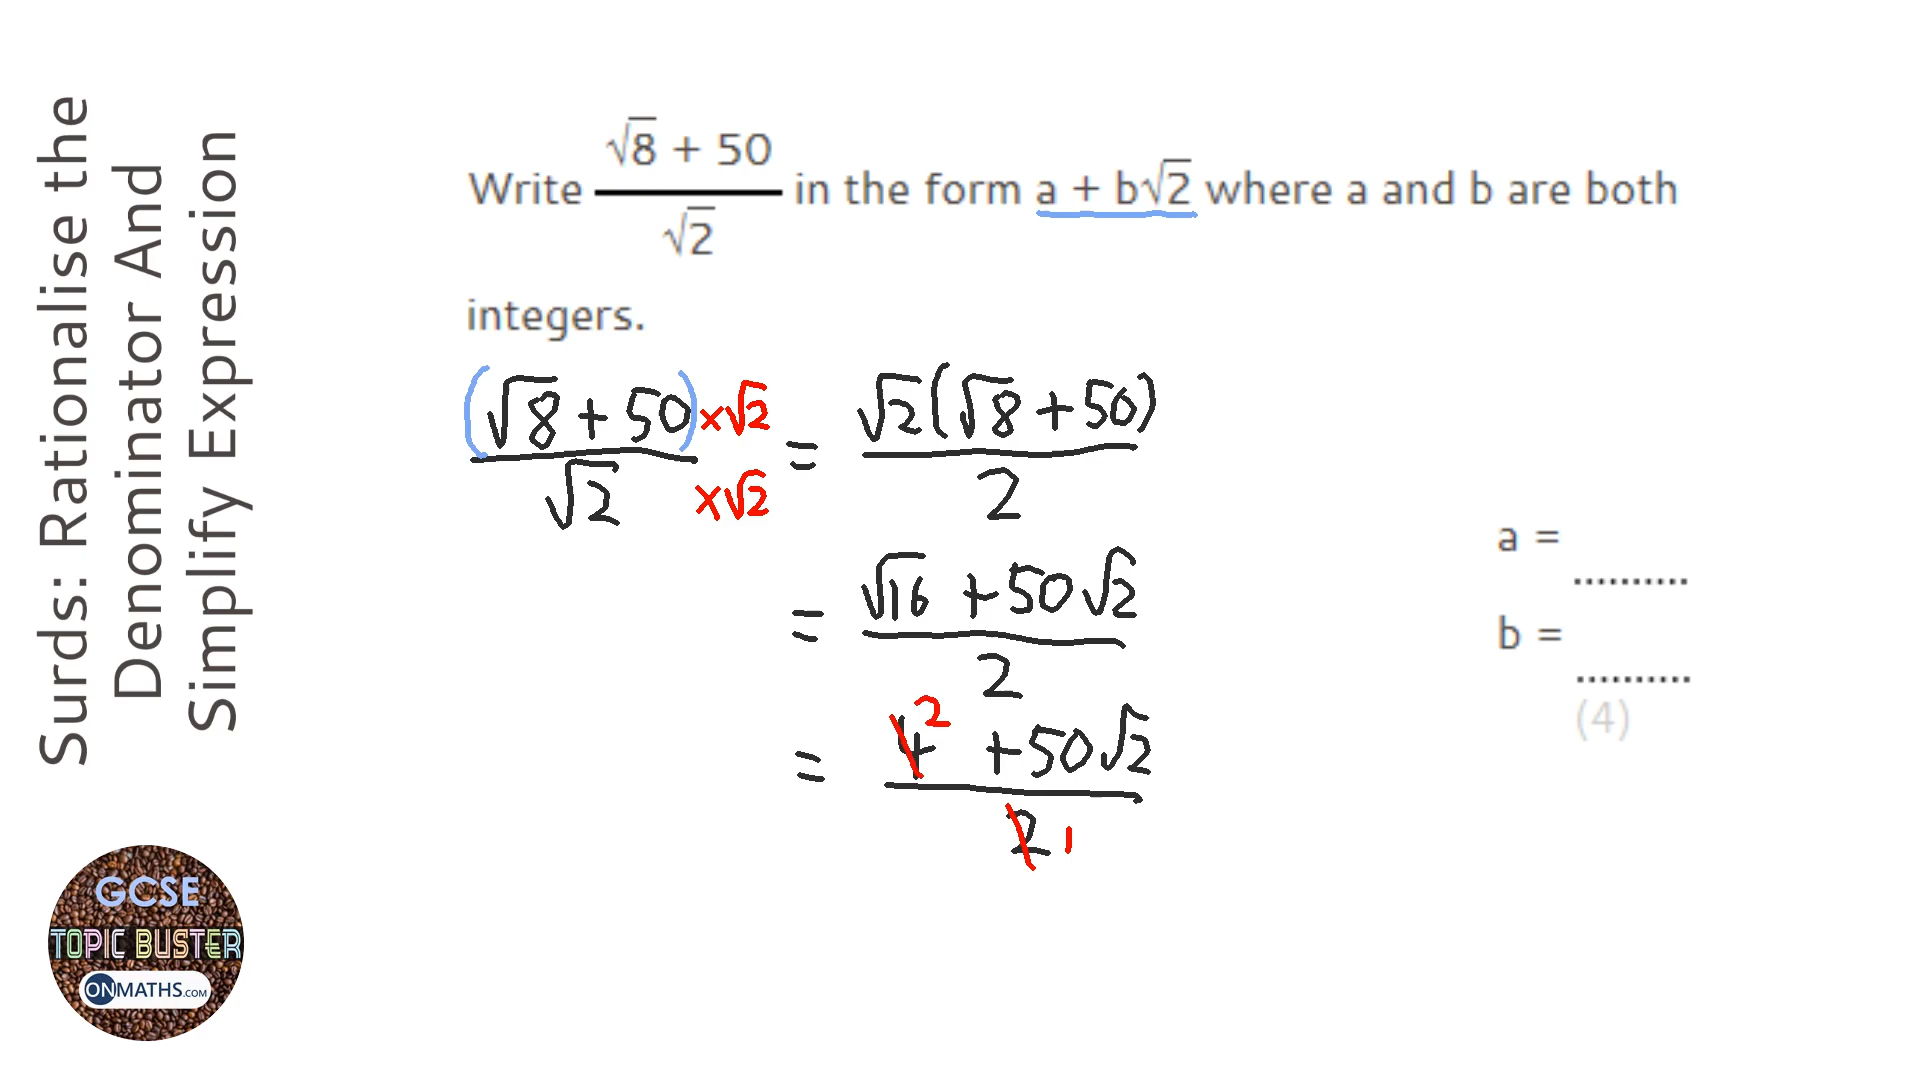 Surds: Rationalise the
Denominator And
Simplify Expression
Write (√8 + 50)/√2 in the form a + b√2 where a and b are both
integers.
(√8 + 50)×√2 / √2 ×√2 = √2(√8 + 50) / 2
= √16 + 50√2 / 2
= 4 2 + 50√2 / 2 1
a = ..........
b = ..........
(4)
GCSE
TOPIC BUSTER
ONMATHS.COM